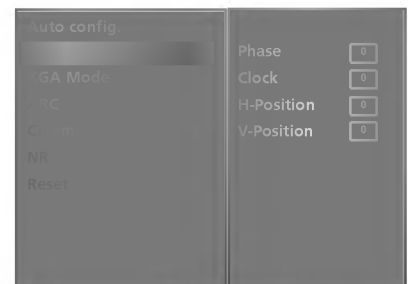 Auto config.
XGA Mode
NR
Reset
Phase 0
Clock 0
H-Position 0
V-Position 0